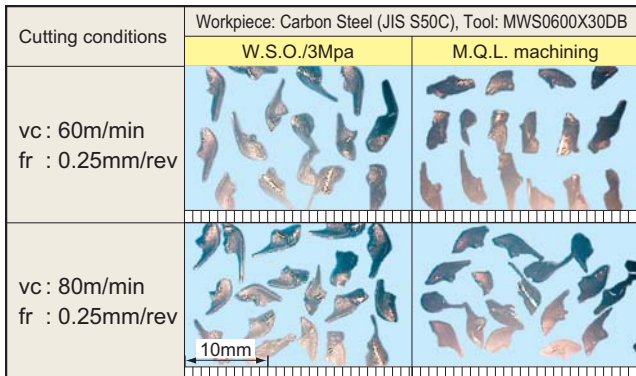 Cutting conditions
Workpiece: Carbon Steel (JIS S50C), Tool: MWS0600X30DB
W.S.O./3Mpa
M.Q.L. machining
vc : 60m/min
fr : 0.25mm/rev
vc : 80m/min
fr : 0.25mm/rev
10mm